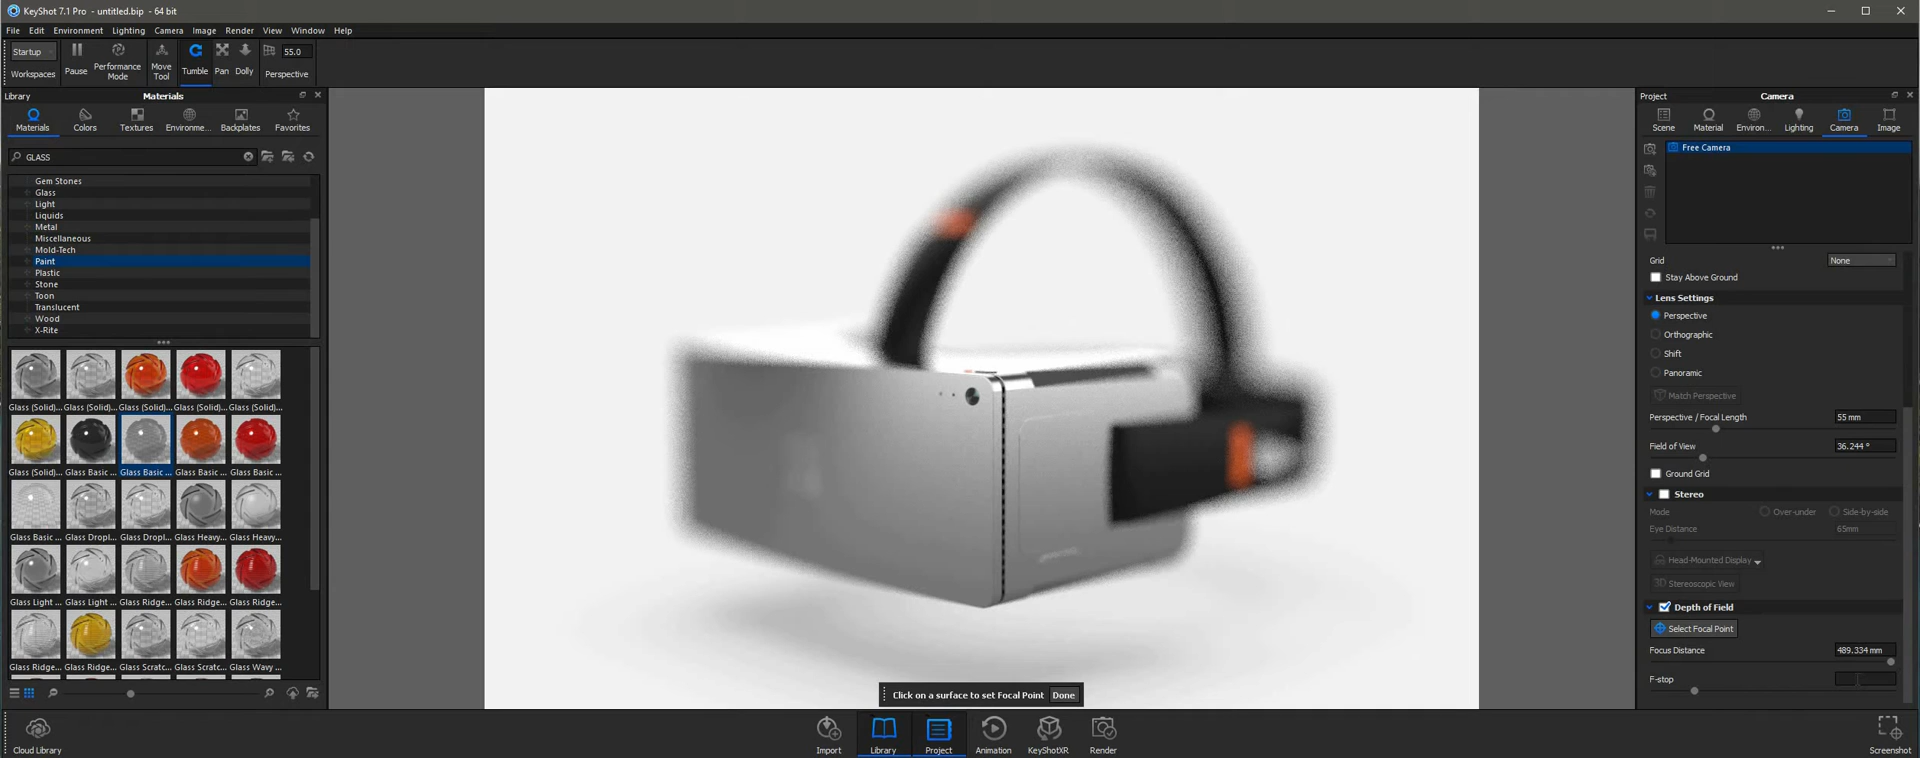 KeyShot 7.1 Pro - untitled.bip - 64 bit
File Edit Environment Lighting Camera Image Render View Window Help
Startup
Workspaces
Pause
Performance Mode
Move Tool
Tumble
Pan
Dolly
55.0
Perspective
Library
Materials
Materials Colors Textures Environme... Backplates Favorites
GLASS
Gem Stones
Glass
Light
Liquids
Metal
Miscellaneous
Mold-Tech
Paint
Plastic
Stone
Toon
Translucent
Wood
X-Rite
Glass (Solid)... Glass (Solid)... Glass (Solid)... Glass (Solid)... Glass (Solid)...
Glass (Solid)... Glass Basic ... Glass Basic ... Glass Basic ... Glass Basic ...
Glass Basic ... Glass Dropl... Glass Dropl... Glass Heavy... Glass Heavy...
Glass Light ... Glass Light ... Glass Ridge... Glass Ridge... Glass Ridge...
Glass Ridge... Glass Ridge... Glass Scratc... Glass Scratc... Glass Wavy ...
Cloud Library
Click on a surface to set Focal Point Done
Import Library Project Animation KeyShotXR Render
Project
Camera
Scene Material Environ... Lighting Camera Image
Free Camera
Grid None
Stay Above Ground
Lens Settings
Perspective
Orthographic
Shift
Panoramic
Match Perspective
Perspective / Focal Length 55 mm
Field of View 36.244 °
Ground Grid
Stereo
Mode Over-under Side-by-side
Eye Distance 65mm
Head-Mounted Display
3D Stereoscopic View
Depth of Field
Select Focal Point
Focus Distance 489.334 mm
F-stop
Screenshot